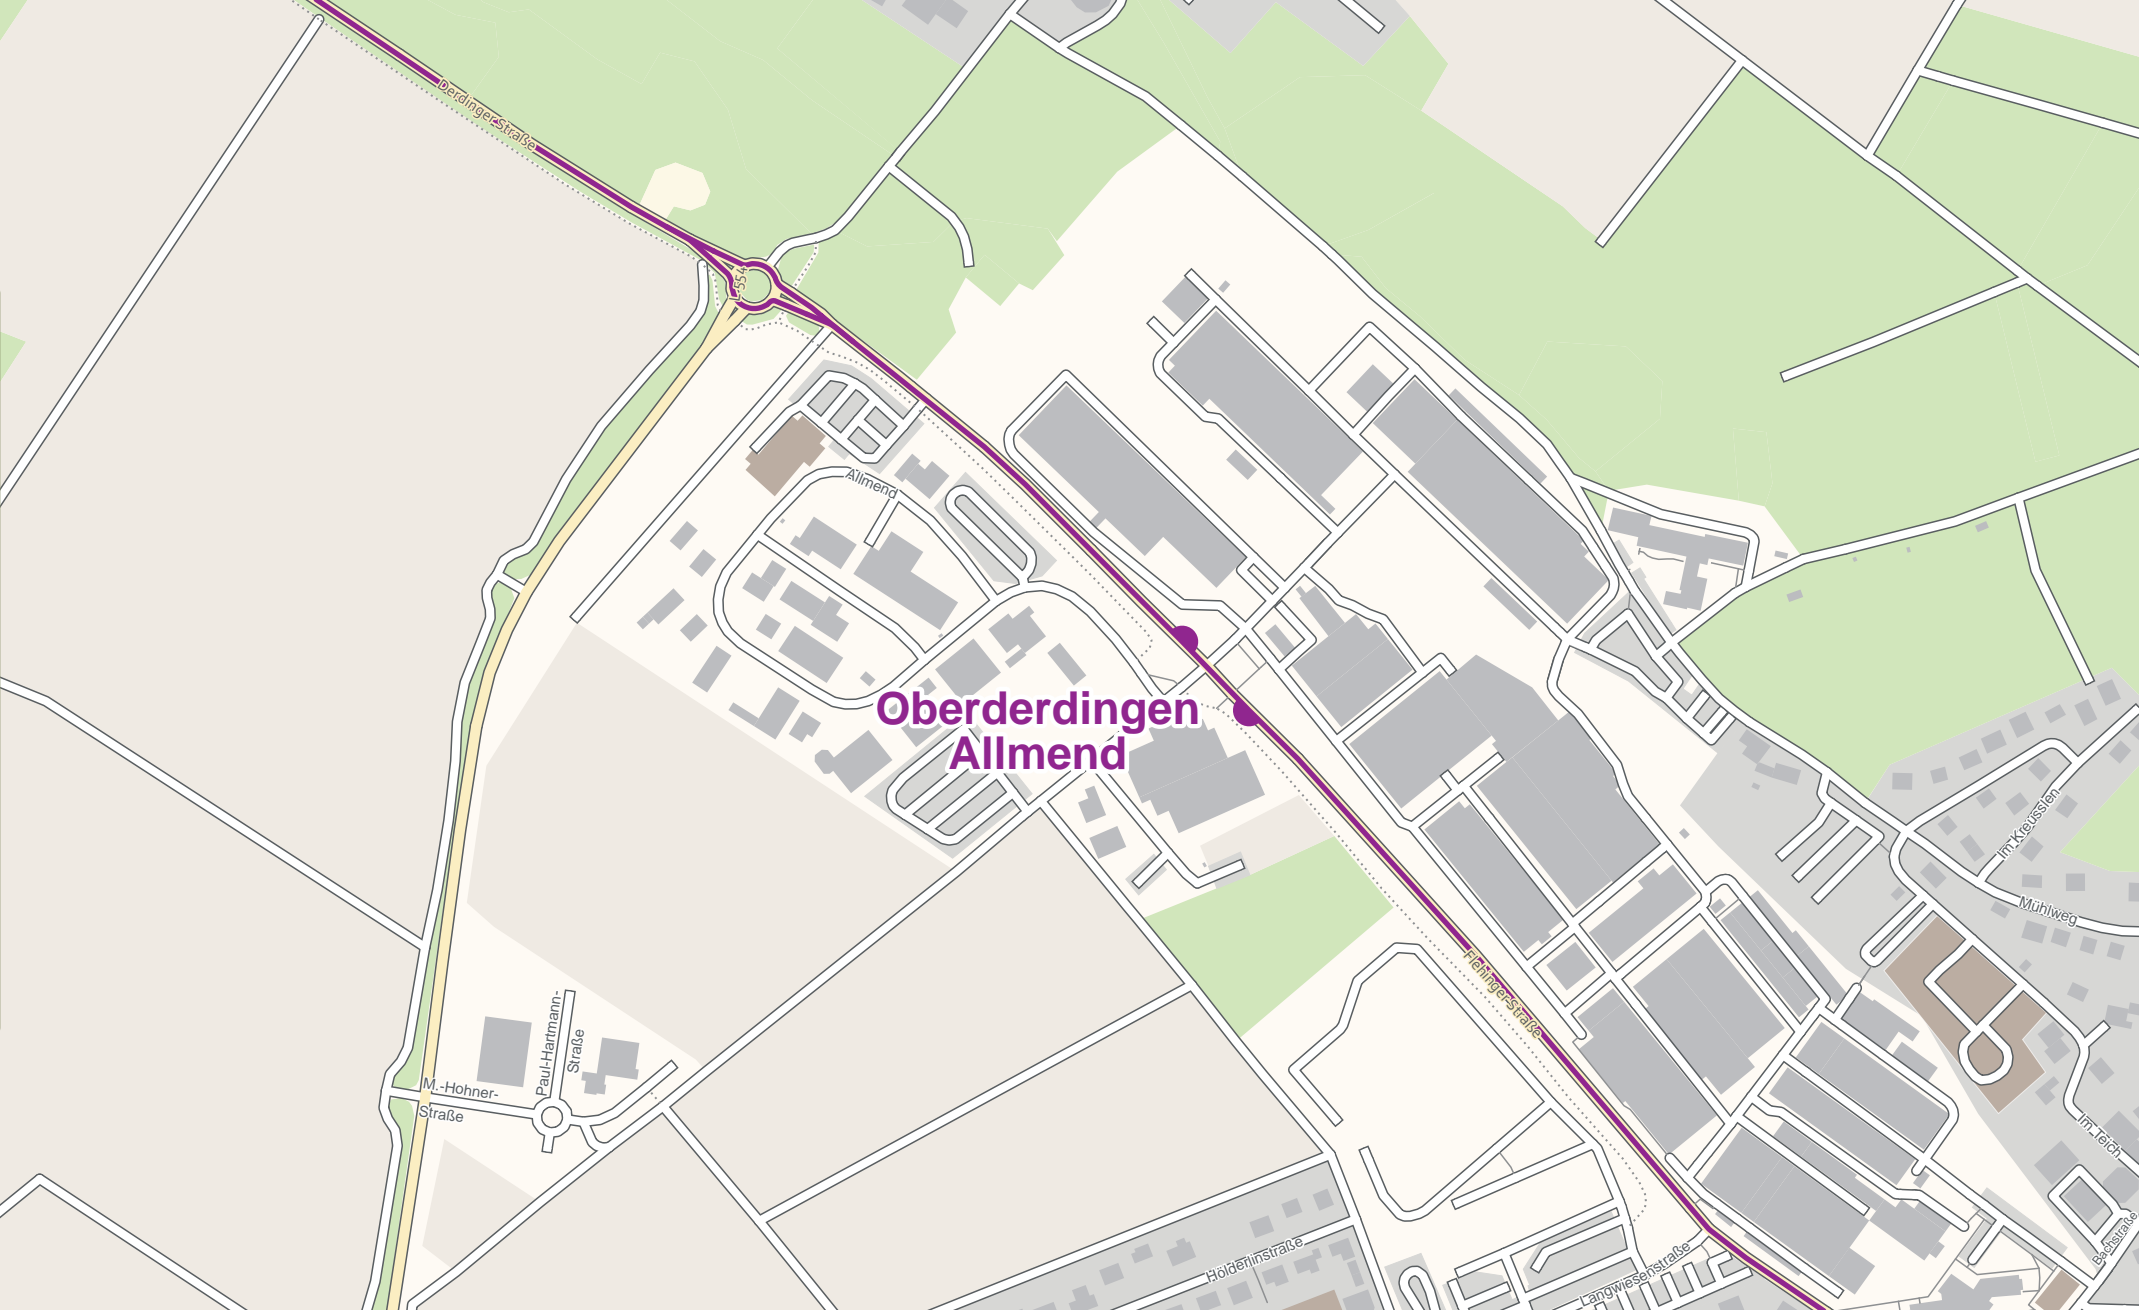 Derdinger Straße
L 554
Allmend
Oberderdingen
Allmend
Im Kreusslen
Mühlweg
Flehinger Straße
Paul-Hartmann-
Straße
M.-Hohner-
Straße
Im Teich
Bachstraße
Hölderlinstraße
Langwiesenstraße